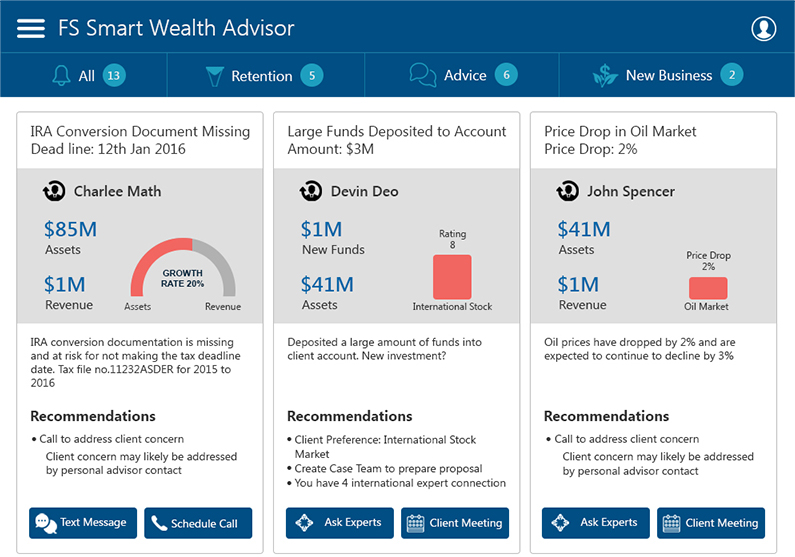 FS Smart Wealth Advisor
All 13
Retention 5
Advice 6
New Business 2
IRA Conversion Document Missing
Dead line: 12th Jan 2016
Charlee Math
$85M
Assets
$1M
Revenue
GROWTH
RATE 20%
Assets
Revenue
IRA conversion documentation is missing
and at risk for not making the tax deadline
date. Tax file no.11232ASDER for 2015 to
2016
Recommendations
• Call to address client concern
Client concern may likely be addressed
by personal advisor contact
Text Message
Schedule Call
Large Funds Deposited to Account
Amount: $3M
Devin Deo
$1M
New Funds
$41M
Assets
Rating
8
International Stock
Deposited a large amount of funds into
client account. New investment?
Recommendations
• Client Preference: International Stock
Market
• Create Case Team to prepare proposal
• You have 4 international expert connection
Ask Experts
Client Meeting
Price Drop in Oil Market
Price Drop: 2%
John Spencer
$41M
Assets
$1M
Revenue
Price Drop
2%
Oil Market
Oil prices have dropped by 2% and are
expected to continue to decline by 3%
Recommendations
• Call to address client concern
Client concern may likely be addressed
by personal advisor contact
Ask Experts
Client Meeting